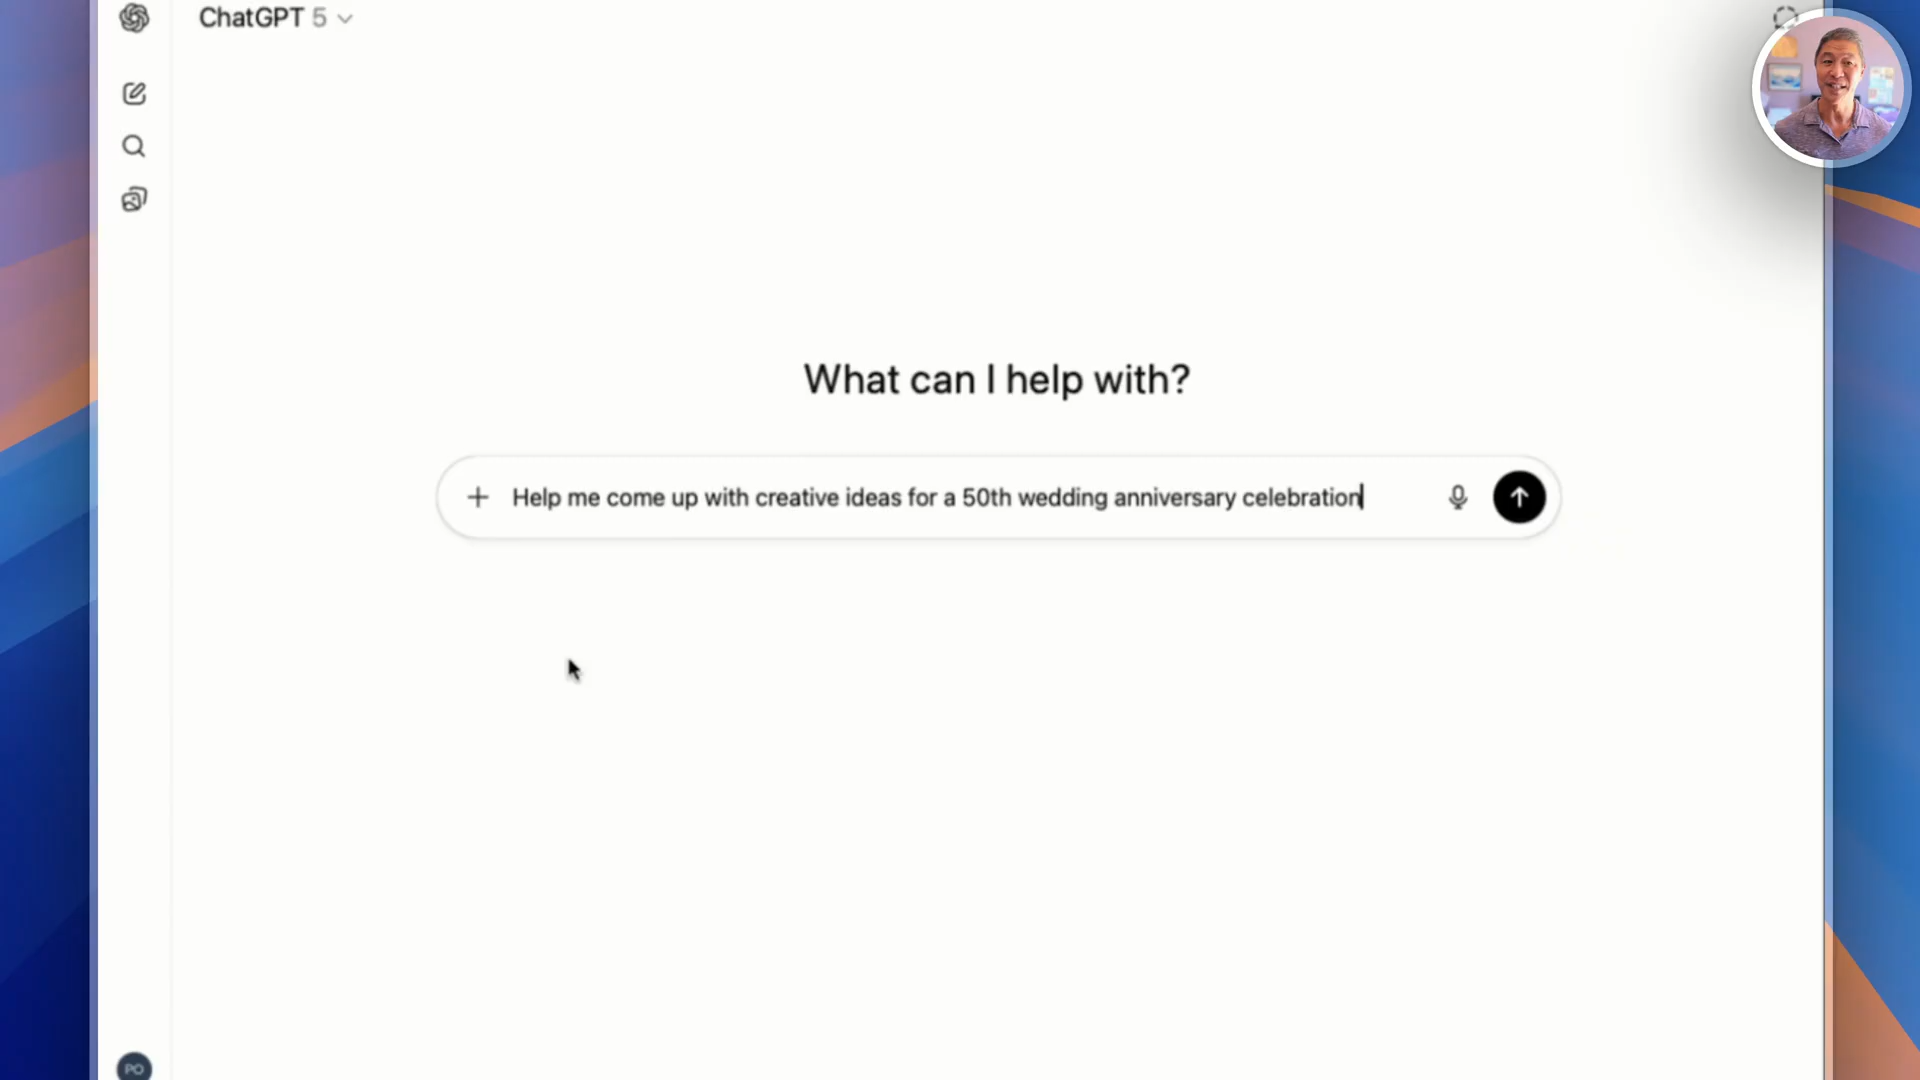 ChatGPT 5
What can I help with?
Help me come up with creative ideas for a 50th wedding anniversary celebration
PO